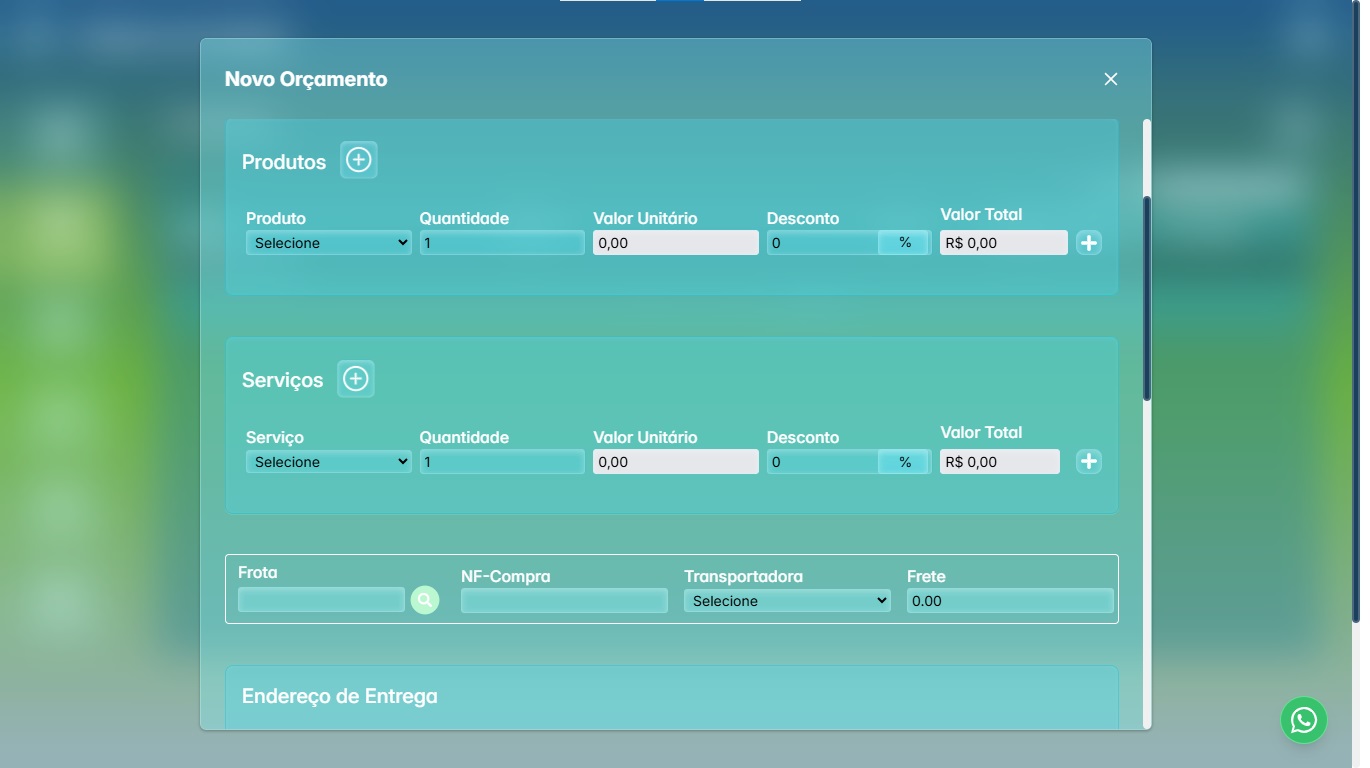 Novo Orçamento
Produtos
Produto Quantidade Valor Unitário Desconto Valor Total
Selecione 1 0,00 0 % R$ 0,00
Serviços
Serviço Quantidade Valor Unitário Desconto Valor Total
Selecione 1 0,00 0 % R$ 0,00
Frota NF-Compra Transportadora Frete
Selecione 0.00
Endereço de Entrega